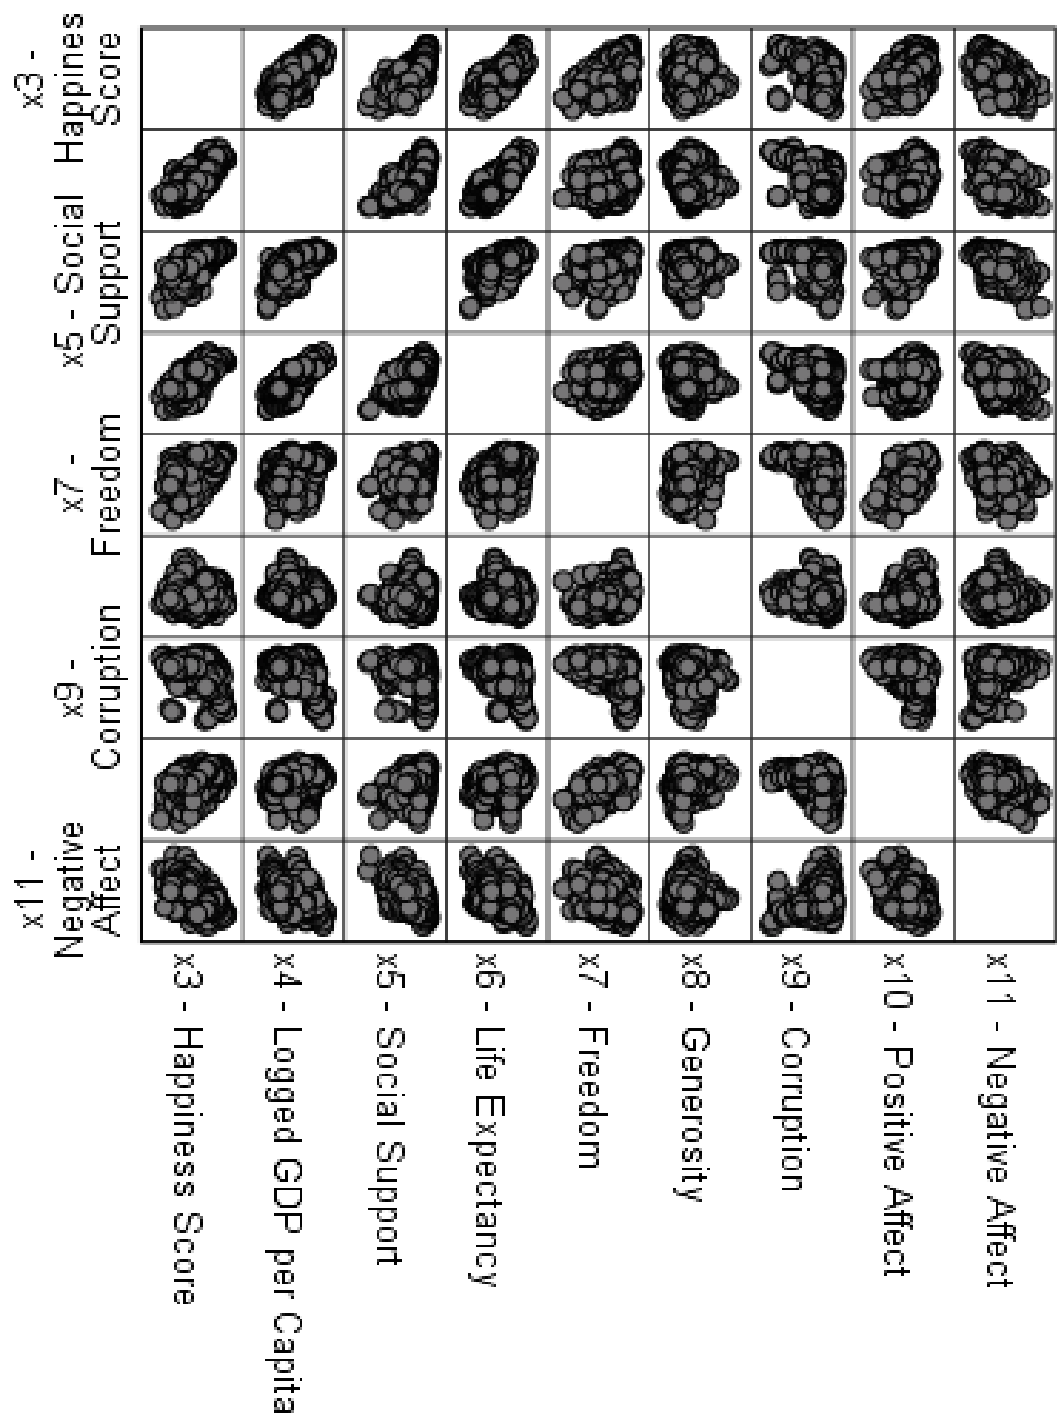 x3 -
Happines
Score
x5 - Social
Support
x7 -
Freedom
x9 -
Corruption
x11 -
Negative
Affect
x3 - Happiness Score
x4 - Logged GDP per Capita
x5 - Social Support
x6 - Life Expectancy
x7 - Freedom
x8 - Generosity
x9 - Corruption
x10 - Positive Affect
x11 - Negative Affect